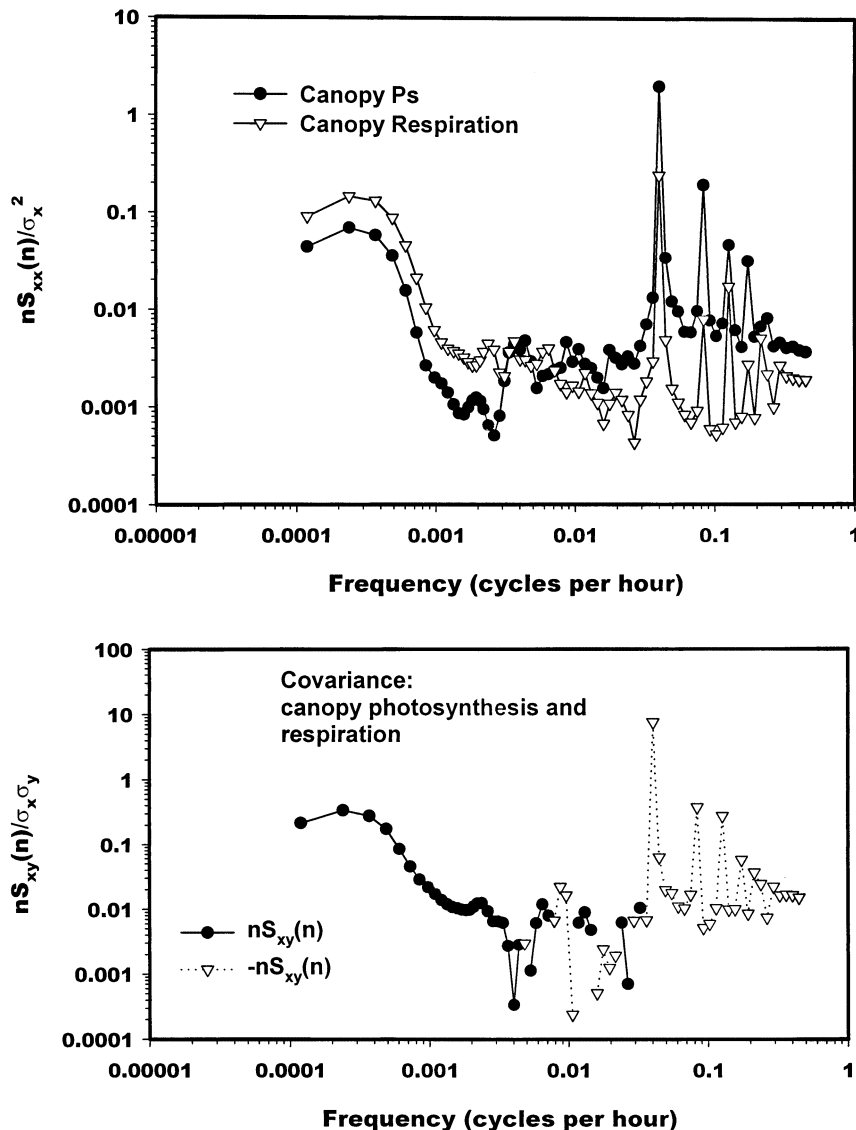 10
1
0.1
0.01
0.001
0.0001
nSxx(n)/σx²
Canopy Ps
Canopy Respiration
0.00001 0.0001 0.001 0.01 0.1 1
Frequency (cycles per hour)
100
10
1
0.1
0.01
0.001
0.0001
nSxy(n)/σxσy
Covariance:
canopy photosynthesis and
respiration
nSxy(n)
-nSxy(n)
0.00001 0.0001 0.001 0.01 0.1 1
Frequency (cycles per hour)